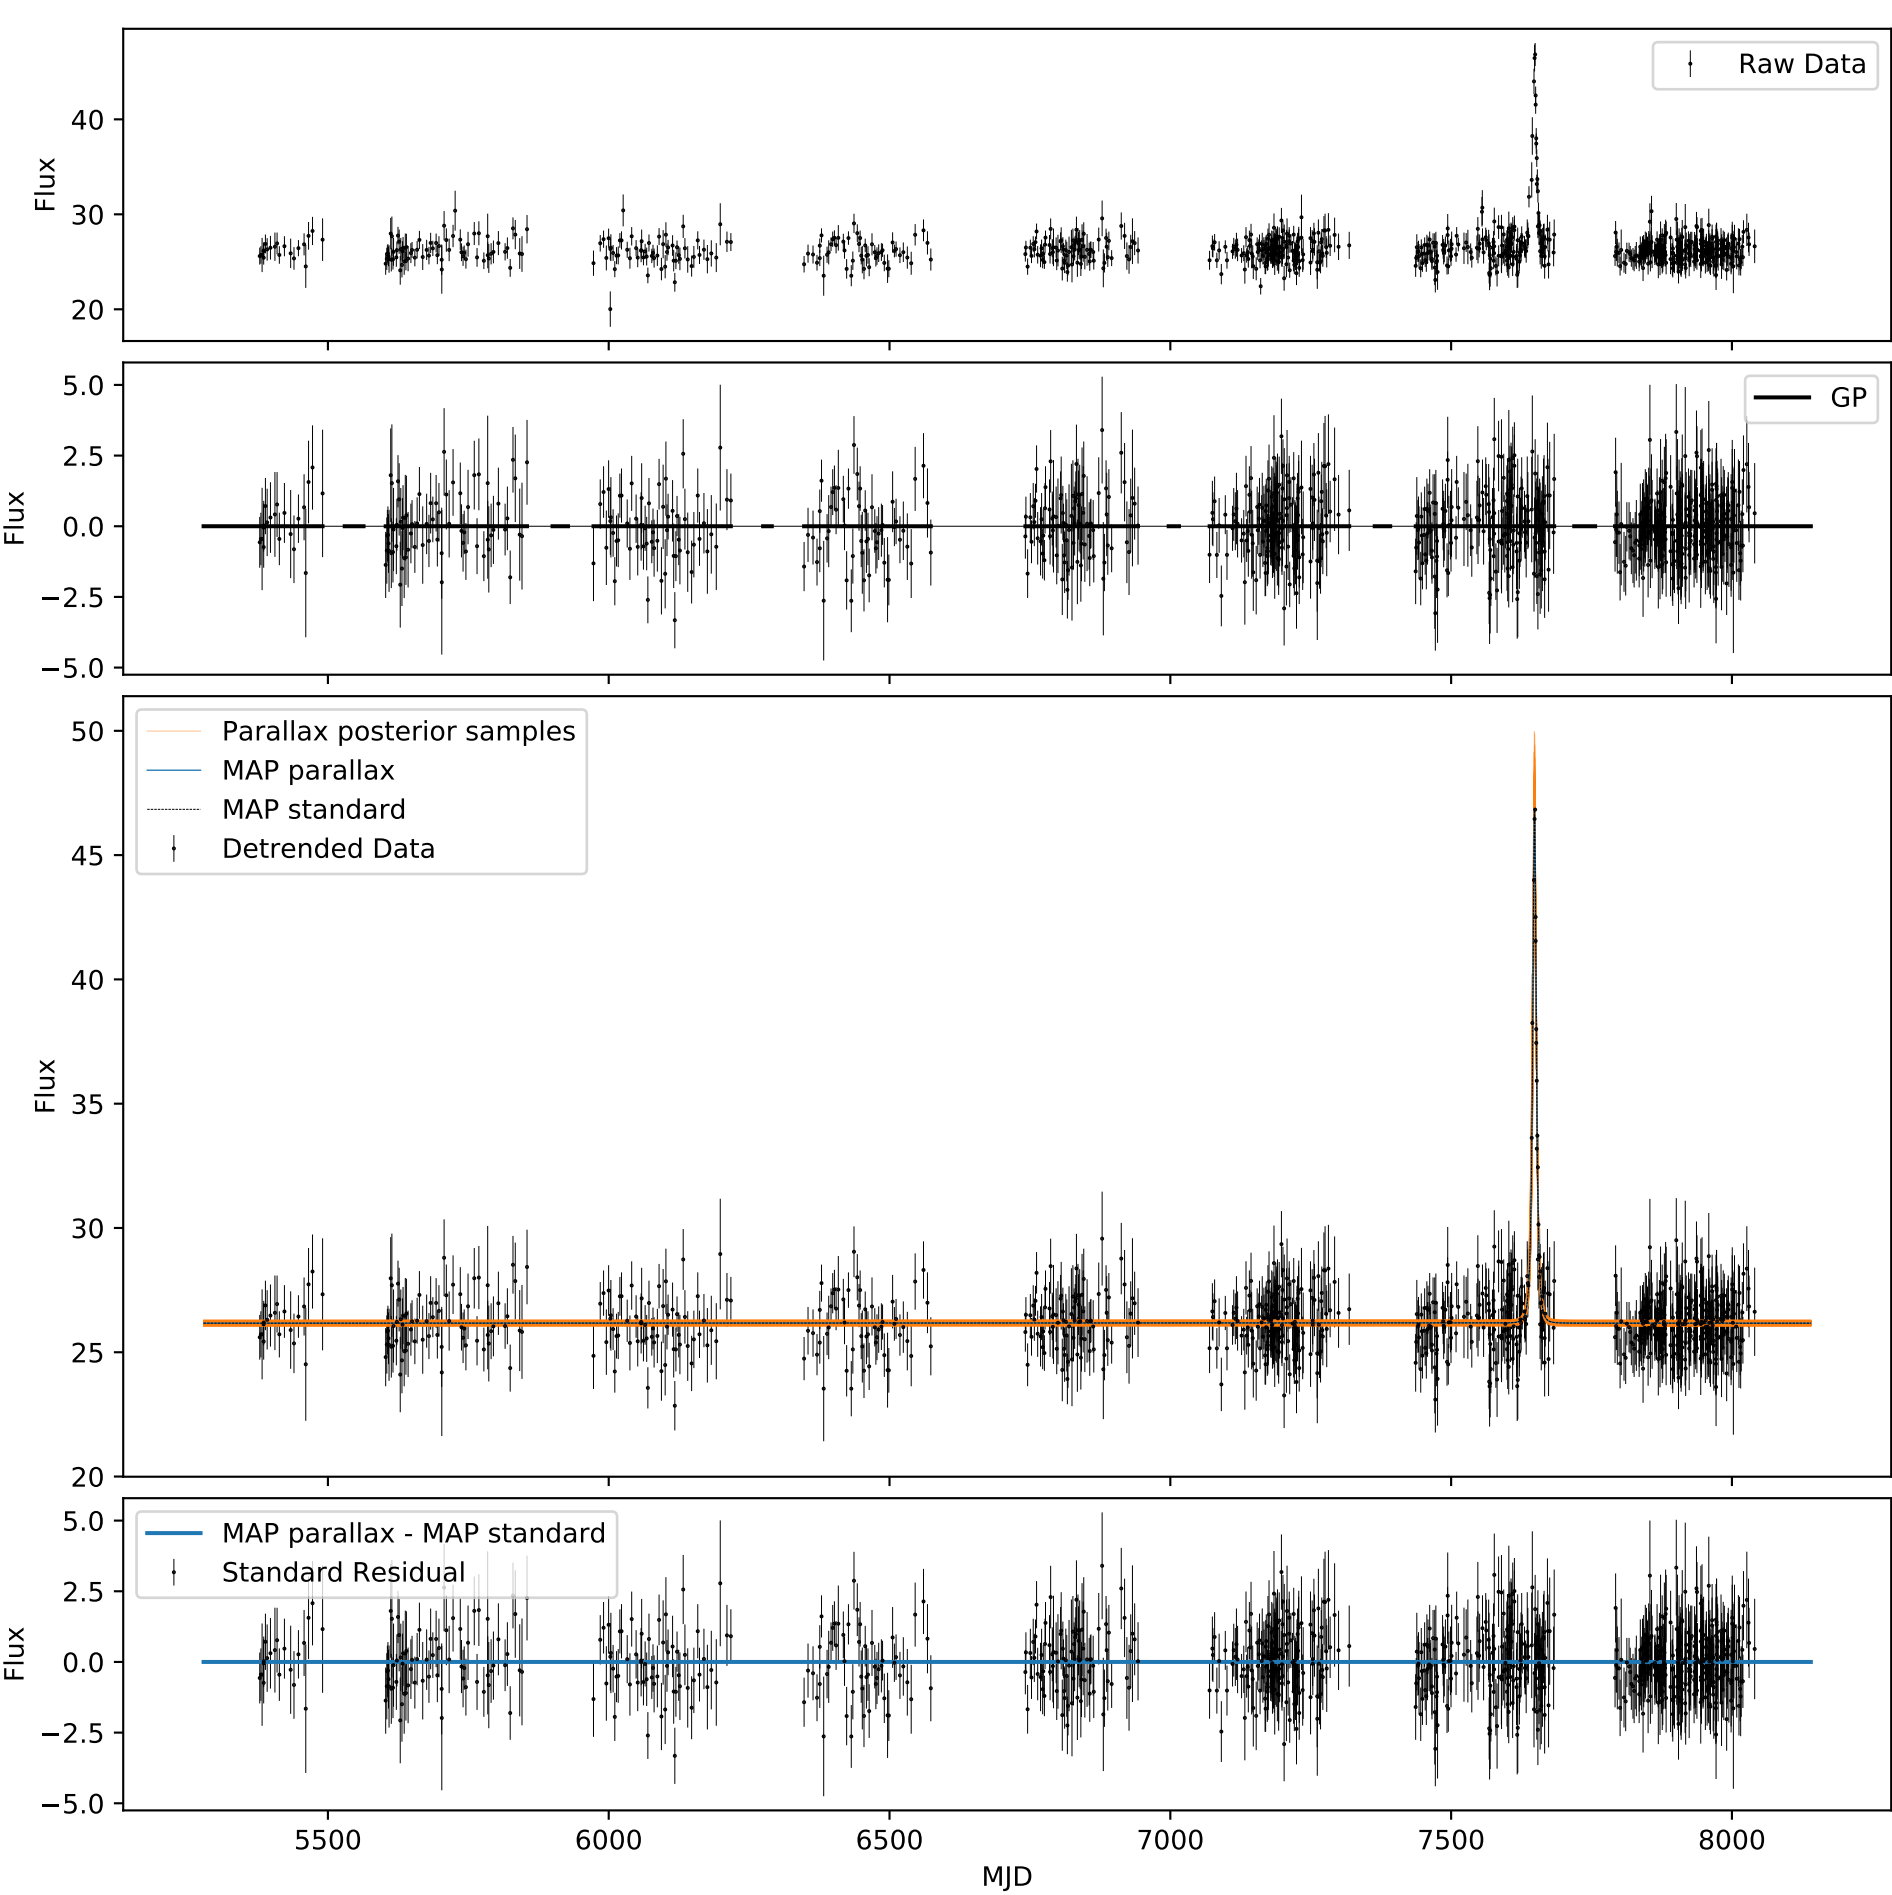 Flux
40
30
20
Raw Data
Flux
5.0
2.5
0.0
−2.5
−5.0
GP
Flux
50
45
40
35
30
25
20
Parallax posterior samples
MAP parallax
MAP standard
Detrended Data
Flux
5.0
2.5
0.0
−2.5
−5.0
MAP parallax - MAP standard
Standard Residual
5500 6000 6500 7000 7500 8000
MJD